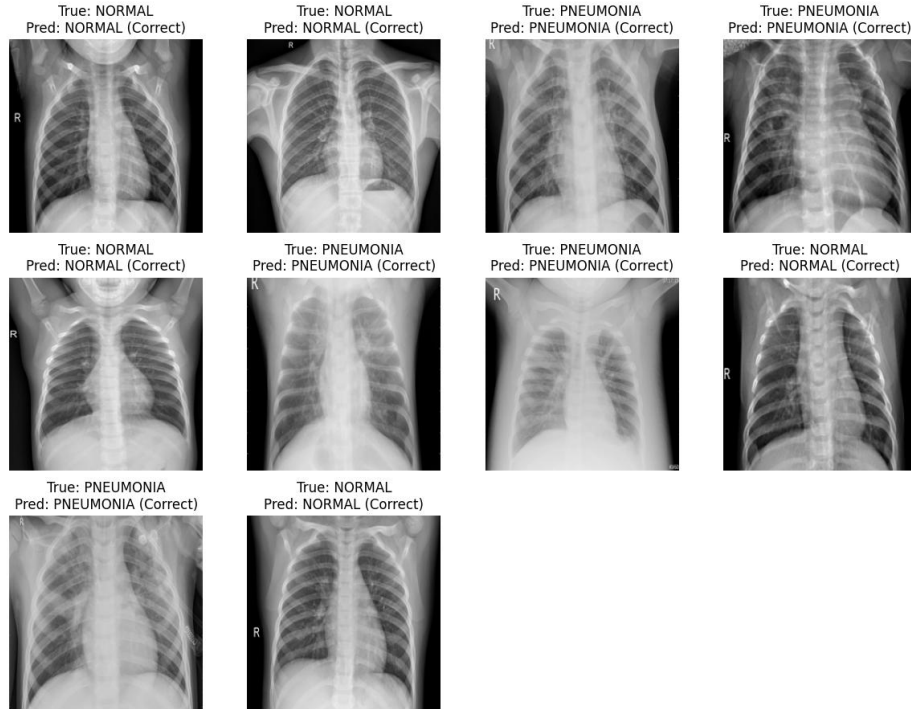 True: NORMAL
Pred: NORMAL (Correct)
R
True: NORMAL
Pred: NORMAL (Correct)
R
True: PNEUMONIA
Pred: PNEUMONIA (Correct)
R
True: PNEUMONIA
Pred: PNEUMONIA (Correct)
R
True: NORMAL
Pred: NORMAL (Correct)
R
True: PNEUMONIA
Pred: PNEUMONIA (Correct)
R
True: PNEUMONIA
Pred: PNEUMONIA (Correct)
R
True: NORMAL
Pred: NORMAL (Correct)
R
True: PNEUMONIA
Pred: PNEUMONIA (Correct)
R
True: NORMAL
Pred: NORMAL (Correct)
R